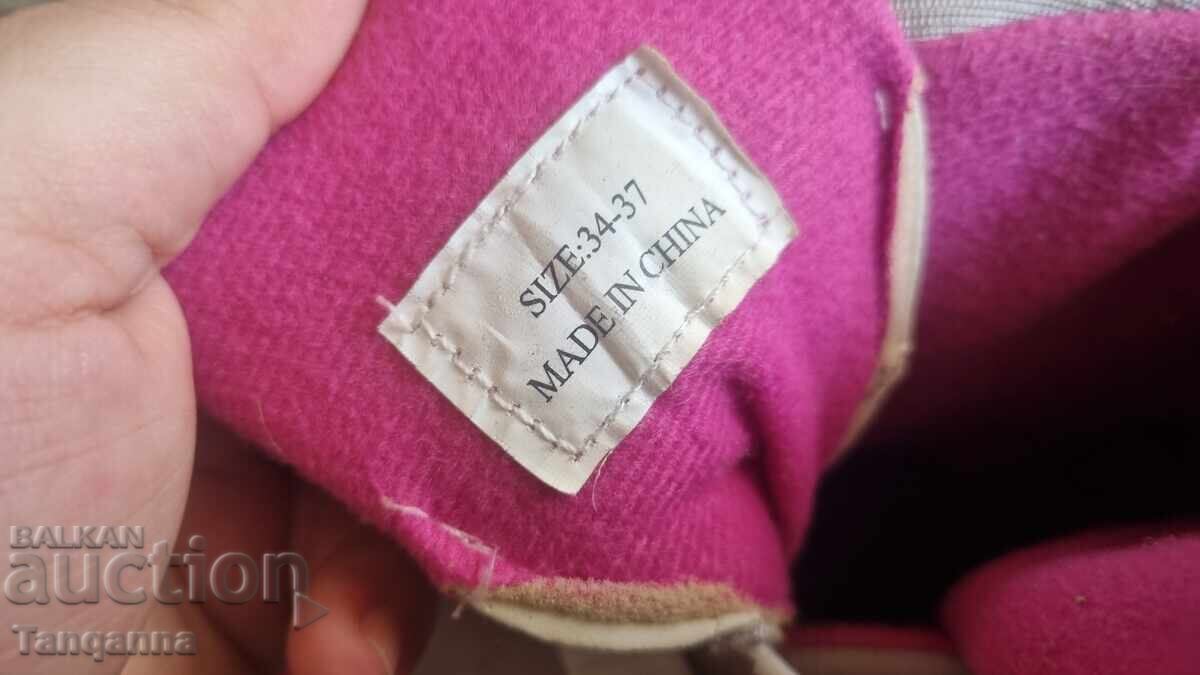 SIZE:34-37
MADE IN CHINA
BALKAN
auction
Tanganna